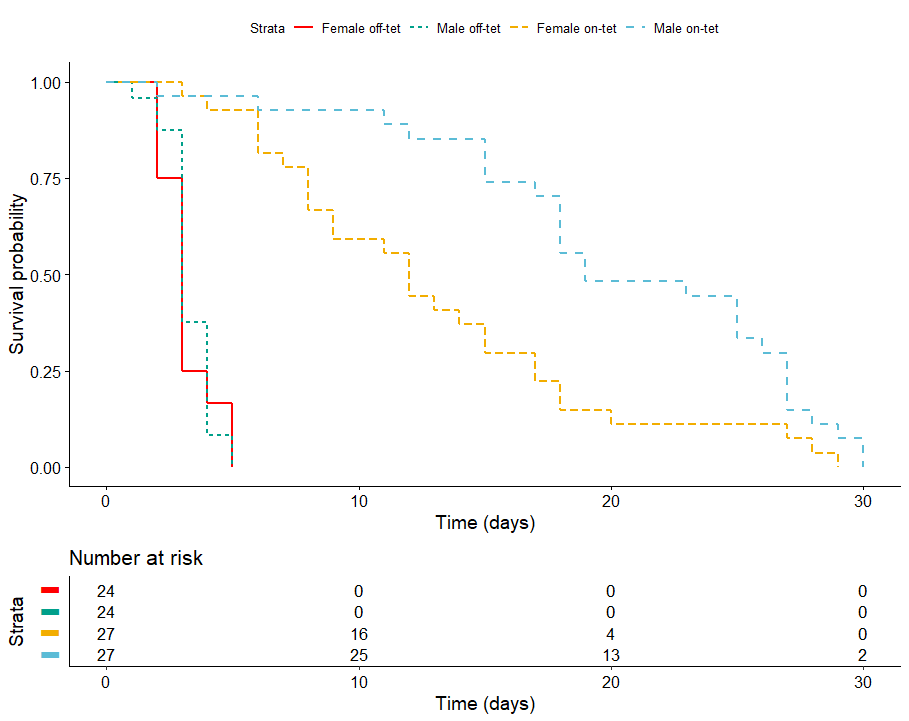 Strata Female off-tet Male off-tet Female on-tet Male on-tet
1.00
0.75
0.50
0.25
0.00
Survival probability
0 10 20 30
Time (days)
Number at risk
Strata
24 0 0 0
24 0 0 0
27 16 4 0
27 25 13 2
0 10 20 30
Time (days)